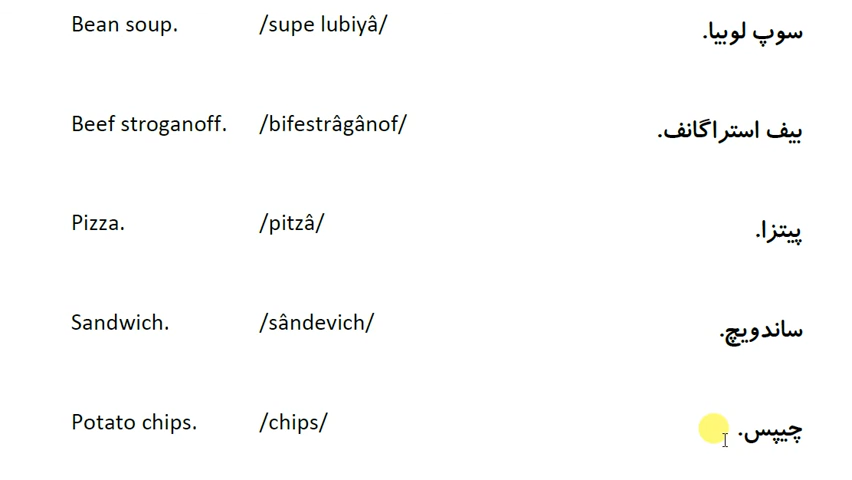 Bean soup. /supe lubiyâ/ سوپ لوبیا.
Beef stroganoff. /bifestrâgânof/ بیف استراگانف.
Pizza. /pitzâ/ پیتزا.
Sandwich. /sândevich/ ساندویچ.
Potato chips. /chips/ چیپس.